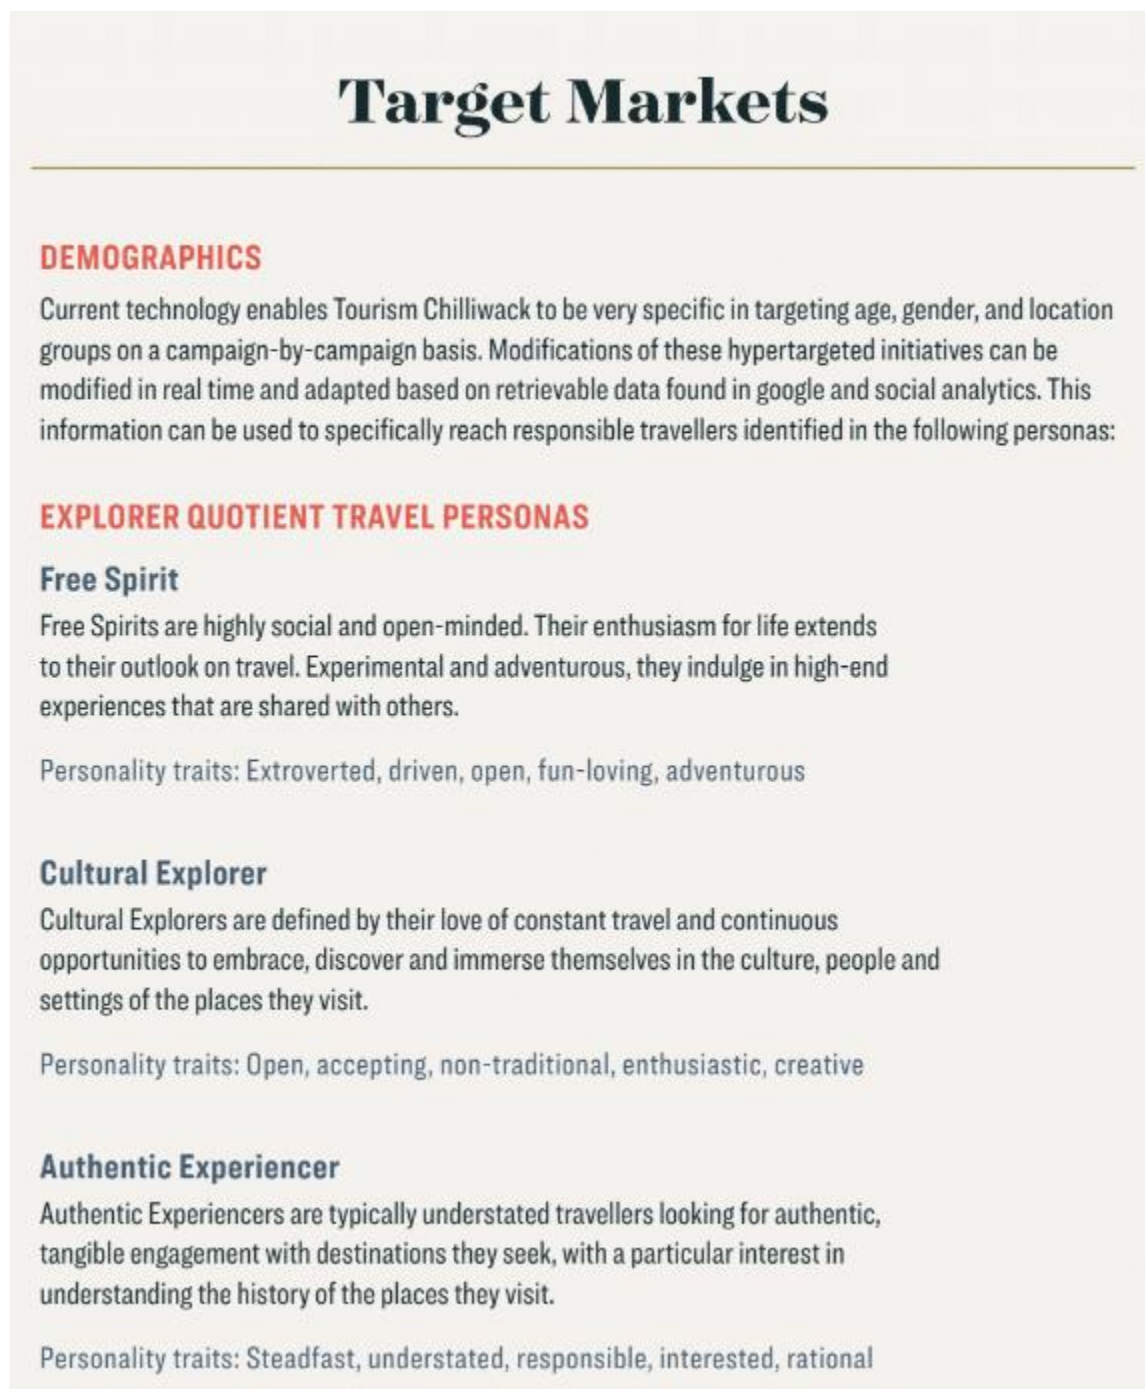 Target Markets
DEMOGRAPHICS
Current technology enables Tourism Chilliwack to be very specific in targeting age, gender, and location
groups on a campaign-by-campaign basis. Modifications of these hypertargeted initiatives can be
modified in real time and adapted based on retrievable data found in google and social analytics. This
information can be used to specifically reach responsible travellers identified in the following personas:
EXPLORER QUOTIENT TRAVEL PERSONAS
Free Spirit
Free Spirits are highly social and open-minded. Their enthusiasm for life extends
to their outlook on travel. Experimental and adventurous, they indulge in high-end
experiences that are shared with others.
Personality traits: Extroverted, driven, open, fun-loving, adventurous
Cultural Explorer
Cultural Explorers are defined by their love of constant travel and continuous
opportunities to embrace, discover and immerse themselves in the culture, people and
settings of the places they visit.
Personality traits: Open, accepting, non-traditional, enthusiastic, creative
Authentic Experiencer
Authentic Experiencers are typically understated travellers looking for authentic,
tangible engagement with destinations they seek, with a particular interest in
understanding the history of the places they visit.
Personality traits: Steadfast, understated, responsible, interested, rational